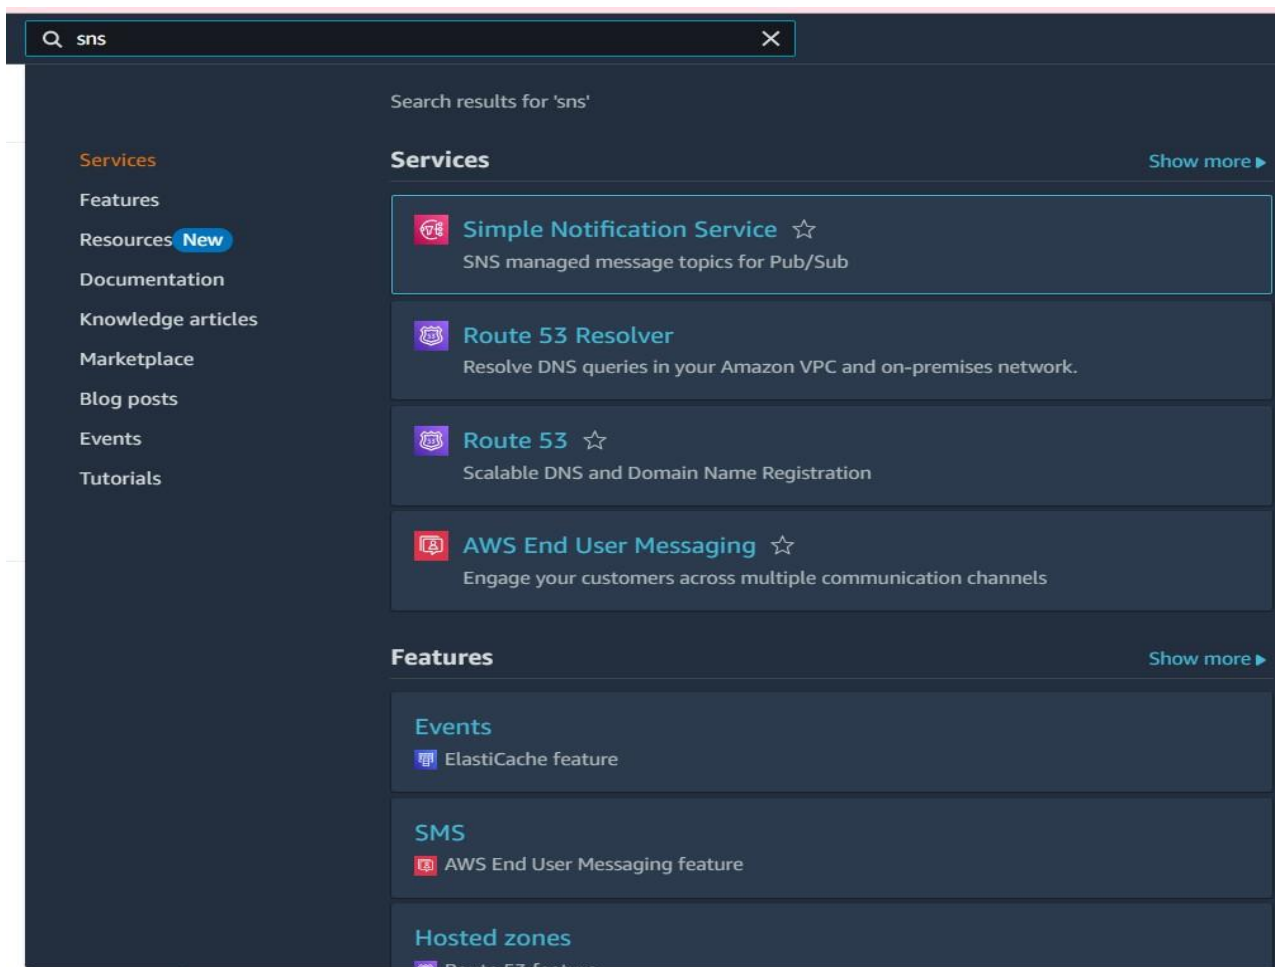 sns
Search results for 'sns'
Services
Features
Resources New
Documentation
Knowledge articles
Marketplace
Blog posts
Events
Tutorials
Services
Show more
Simple Notification Service
SNS managed message topics for Pub/Sub
Route 53 Resolver
Resolve DNS queries in your Amazon VPC and on-premises network.
Route 53
Scalable DNS and Domain Name Registration
AWS End User Messaging
Engage your customers across multiple communication channels
Features
Show more
Events
ElastiCache feature
SMS
AWS End User Messaging feature
Hosted zones
Route 53 feature